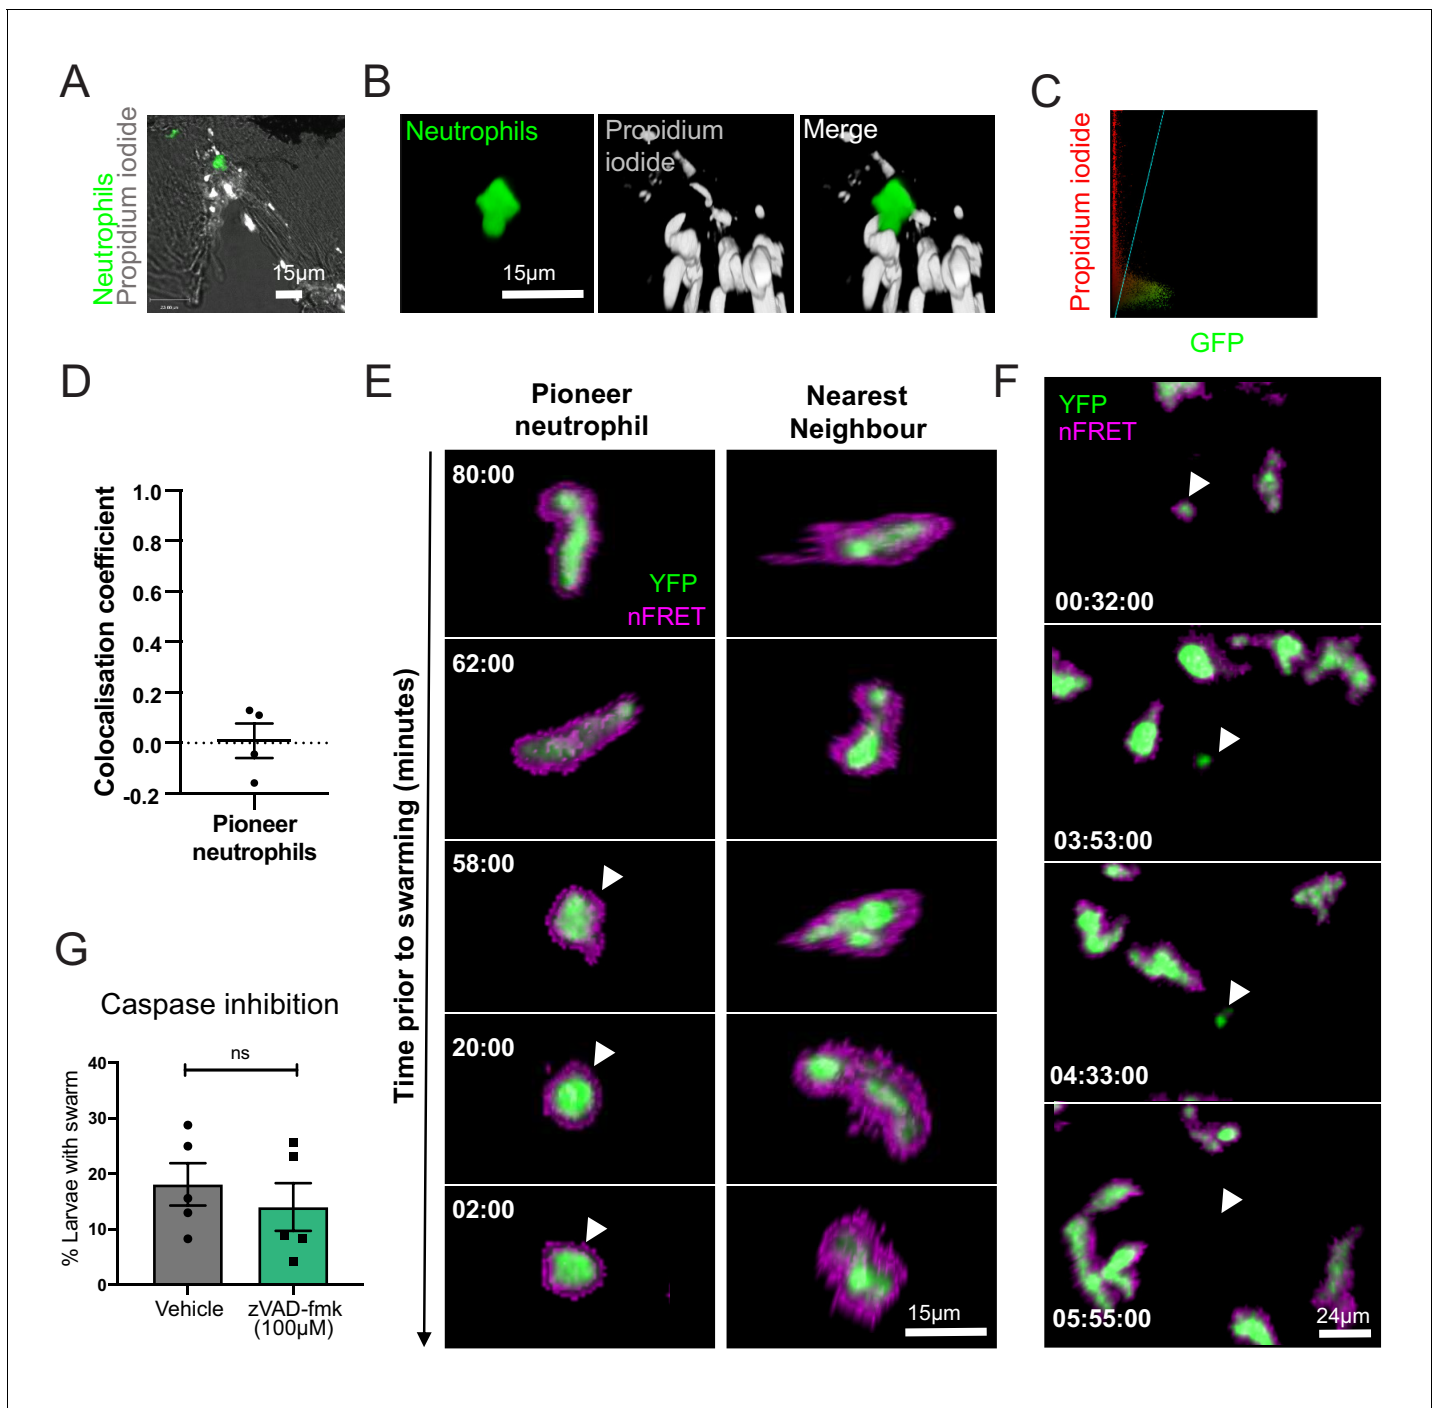 A
Neutrophils
Propidium iodide
15µm
B
Neutrophils
15µm
Propidium
iodide
Merge
C
Propidium iodide
GFP
D
Colocalisation coefficient
1.0
0.8
0.6
0.4
0.2
0.0
-0.2
Pioneer
neutrophils
E
Pioneer
neutrophil
Nearest
Neighbour
Time prior to swarming (minutes)
80:00
YFP
nFRET
62:00
58:00
20:00
02:00
15µm
F
YFP
nFRET
00:32:00
03:53:00
04:33:00
05:55:00
24µm
G
Caspase inhibition
% Larvae with swarm
40
30
20
10
0
ns
Vehicle
zVAD-fmk
(100µM)